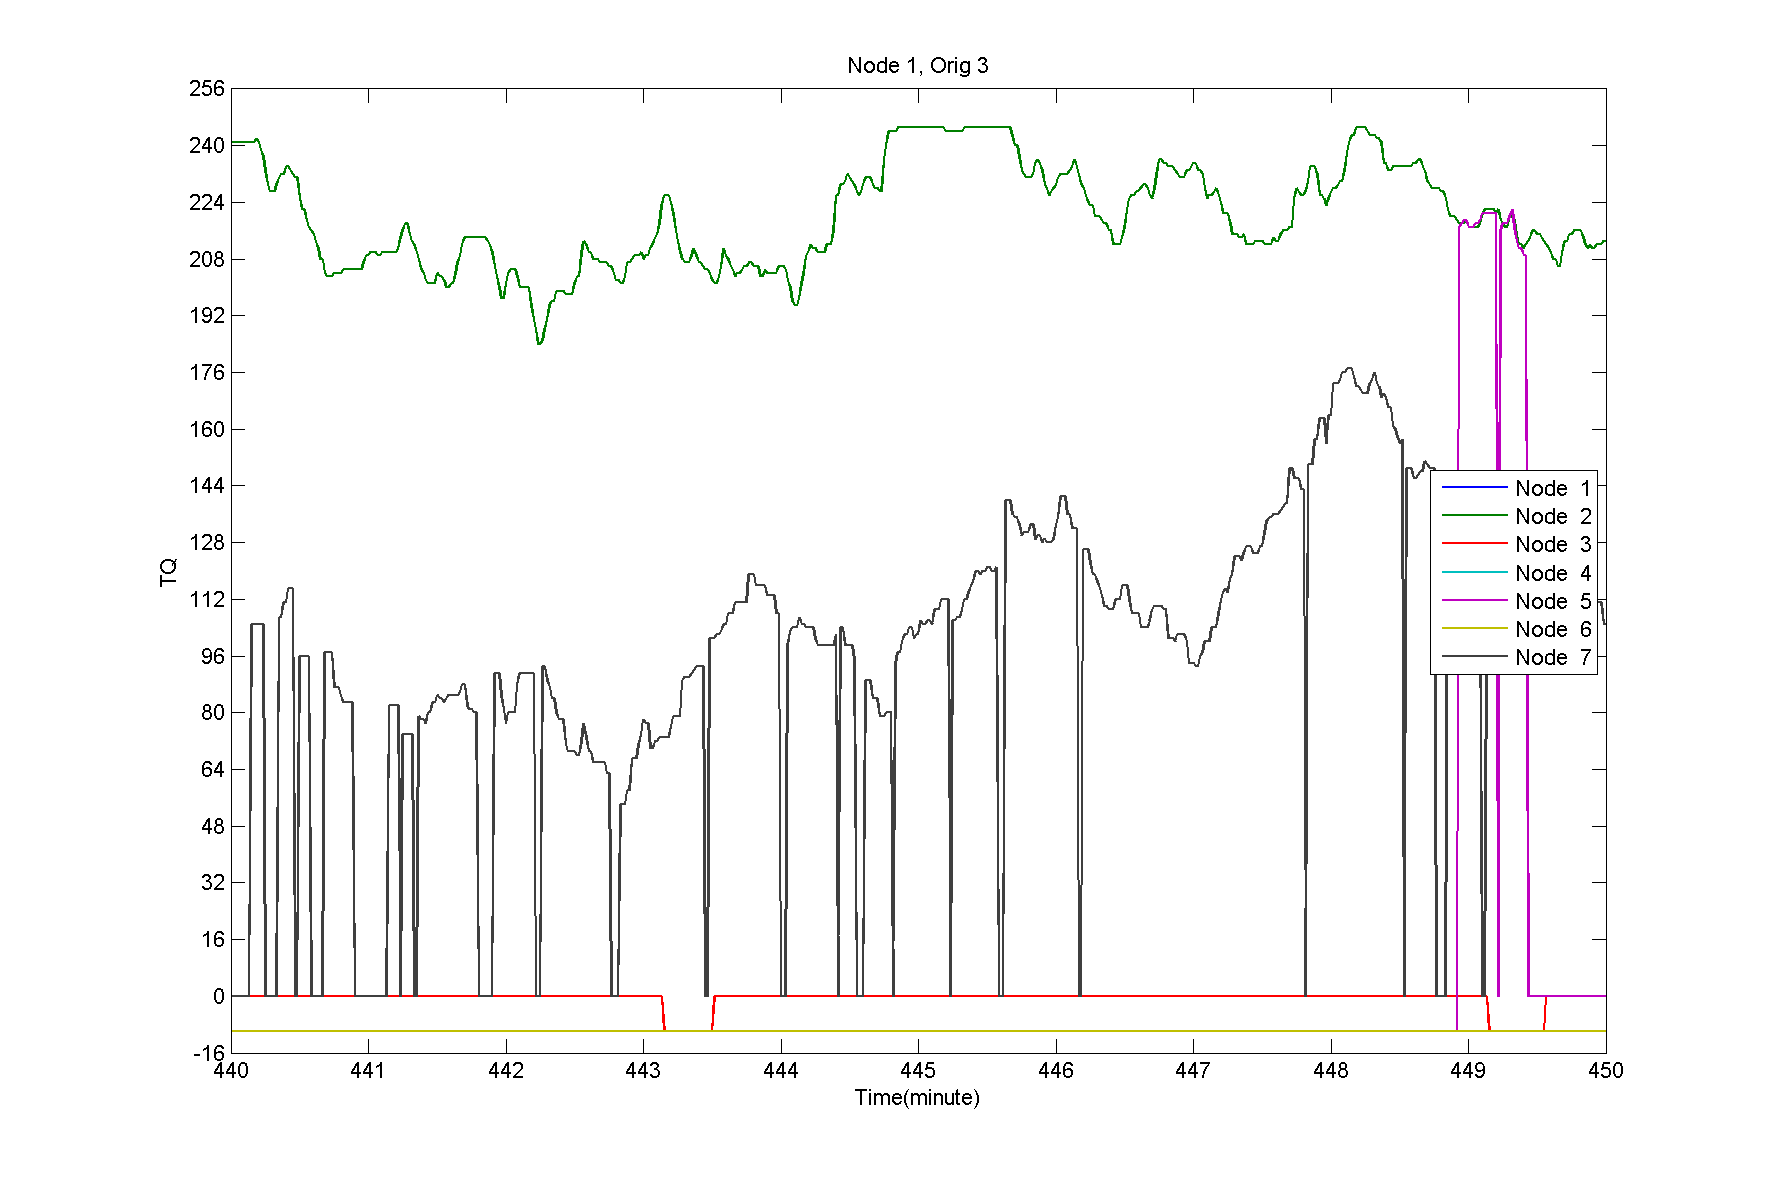 Node 1, Orig 3
256
240
224
208
192
176
160
144
128
112
96
80
64
48
32
16
0
-16
TQ
Node 1
Node 2
Node 3
Node 4
Node 5
Node 6
Node 7
440 441 442 443 444 445 446 447 448 449 450
Time(minute)